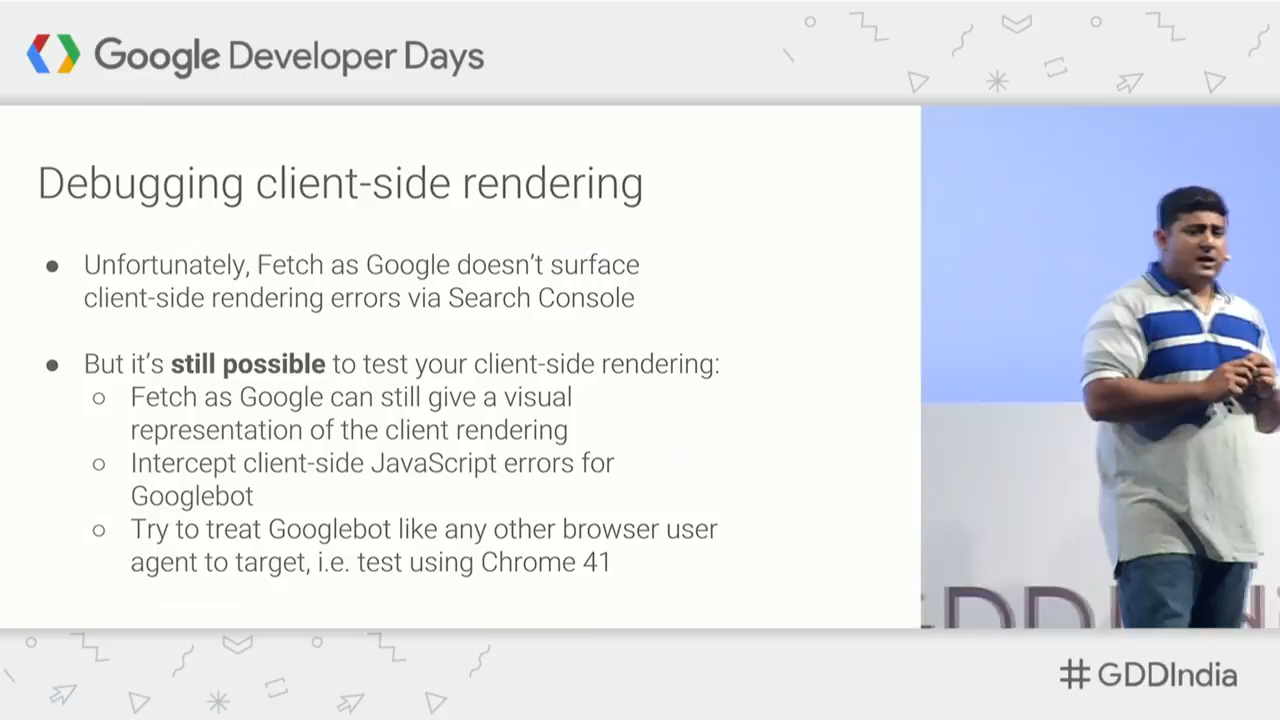 Google Developer Days
Debugging client-side rendering
● Unfortunately, Fetch as Google doesn't surface
client-side rendering errors via Search Console
● But it's still possible to test your client-side rendering:
○ Fetch as Google can still give a visual
representation of the client rendering
○ Intercept client-side JavaScript errors for
Googlebot
○ Try to treat Googlebot like any other browser user
agent to target, i.e. test using Chrome 41
GDD
#GDDIndia